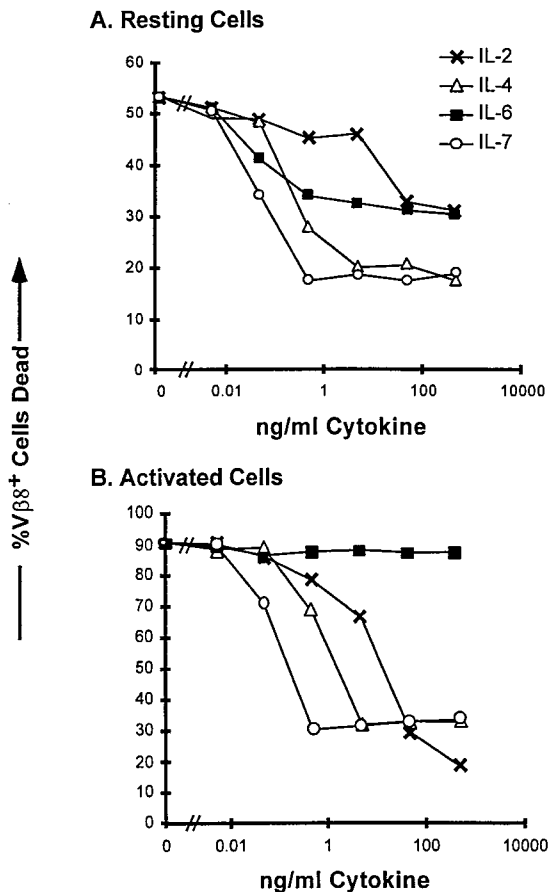 A. Resting Cells
IL-2
IL-4
IL-6
IL-7
60
50
40
30
20
10
0
0 0.01 1 100 10000
ng/ml Cytokine
%Vβ8+ Cells Dead
B. Activated Cells
100
90
80
70
60
50
40
30
20
10
0
0 0.01 1 100 10000
ng/ml Cytokine